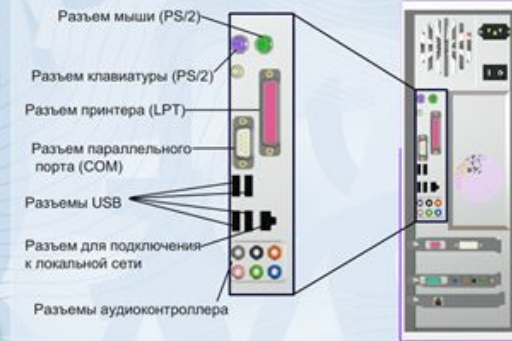 Разъем мыши (PS/2)
Разъем клавиатуры (PS/2)
Разъем принтера (LPT)
Разъем параллельного
порта (COM)
Разъемы USB
Разъем для подключения
к локальной сети
Разъемы аудиоконтроллера